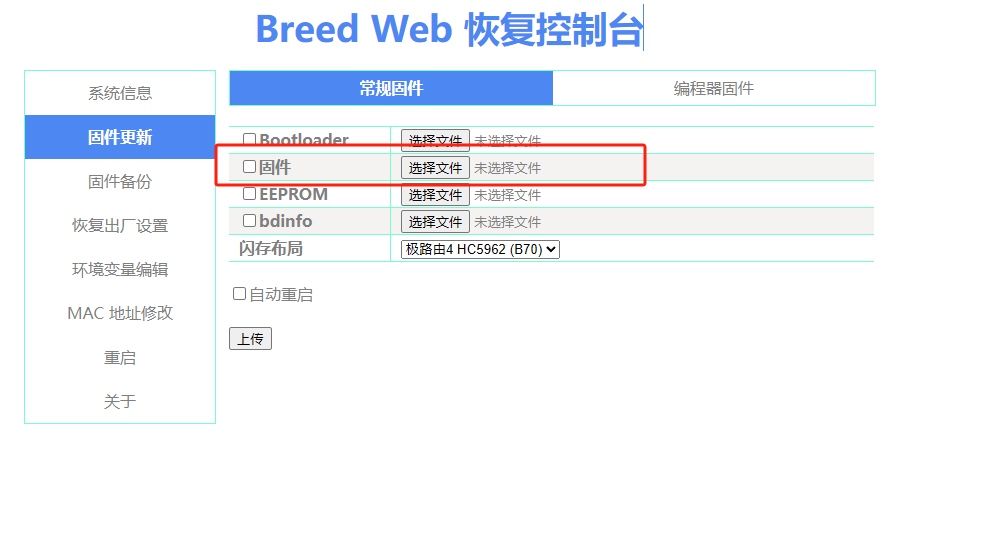 Breed Web 恢复控制台
系统信息
固件更新
固件备份
恢复出厂设置
环境变量编辑
MAC 地址修改
重启
关于
常规固件 编程器固件
Bootloader 选择文件 未选择文件
固件 选择文件 未选择文件
EEPROM 选择文件 未选择文件
bdinfo 选择文件 未选择文件
闪存布局 极路由4 HC5962 (B70)
自动重启
上传